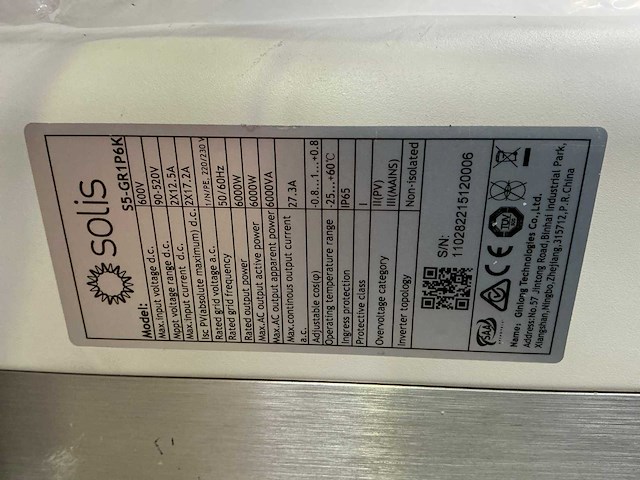 solis
Model: S5-GR1P6K
Max.input voltage d.c. 600V
Mppt voltage range d.c. 90-520V
Max.input current d.c. 2X12.5A
Isc PV(absolute maximum) d.c. 2X17.2A
Rated grid voltage a.c. 1/N/PE, 220/230 V
Rated grid frequency 50/60Hz
Rated output power 6000W
Max.AC output active power 6000W
Max.AC output apparent power 6000VA
Max.continous output current a.c. 27.3A
Adjustable cos(φ) -0.8...1...+0.8
Operating temperature range -25...+60℃
Ingress protection IP65
Protective class I
Overvoltage category II(PV)
III(MAINS)
Inverter topology Non-isolated
S/N:
110282215120006
SAA
CE
TÜV
Name: Ginlong Technologies Co.,Ltd.
Address:No.57 Jintong Road,Binhai Industrial Park,
Xiangshan,Ningbo,Zhejiang,315712,P.R.China